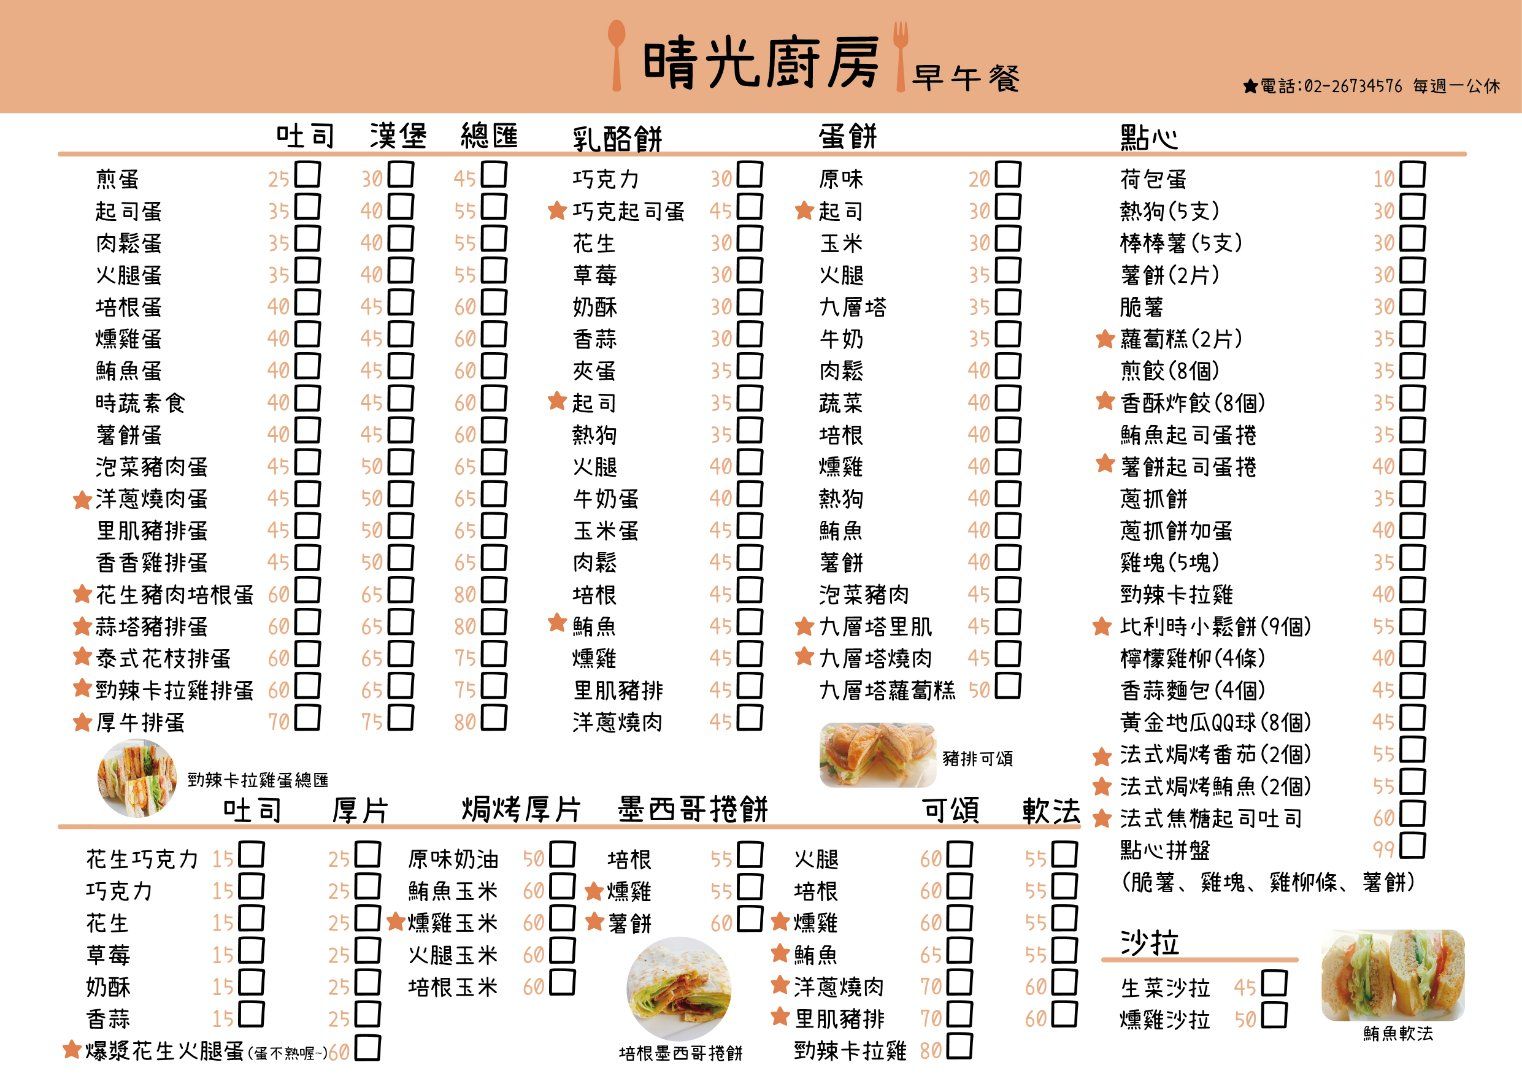 晴光廚房 早午餐
★電話:02-26734576 每週一公休
吐司 漢堡 總匯
煎蛋 25 30 45
起司蛋 35 40 55
肉鬆蛋 35 40 55
火腿蛋 35 40 55
培根蛋 40 45 60
燻雞蛋 40 45 60
鮪魚蛋 40 45 60
時蔬素食 40 45 60
薯餅蛋 40 45 60
泡菜豬肉蛋 45 50 65
★洋蔥燒肉蛋 45 50 65
里肌豬排蛋 45 50 65
香香雞排蛋 45 50 65
★花生豬肉培根蛋 60 65 80
★蒜塔豬排蛋 60 65 80
★泰式花枝排蛋 60 65 75
★勁辣卡拉雞排蛋 60 65 75
★厚牛排蛋 70 75 80
勁辣卡拉雞蛋總匯
乳酪餅
巧克力 30
★巧克起司蛋 45
花生 30
草莓 30
奶酥 30
香蒜 30
夾蛋 35
★起司 35
熱狗 35
火腿 40
牛奶蛋 40
玉米蛋 45
肉鬆 45
培根 45
★鮪魚 45
燻雞 45
里肌豬排 45
洋蔥燒肉 45
蛋餅
原味 20
★起司 30
玉米 30
火腿 35
九層塔 35
牛奶 35
肉鬆 35
蔬菜 40
培根 40
燻雞 40
熱狗 40
鮪魚 40
薯餅 40
泡菜豬肉 45
★九層塔里肌 45
★九層塔燒肉 45
九層塔蘿蔔糕 50
豬排可頌
點心
荷包蛋 10
熱狗(5支) 30
棒棒薯(5支) 30
薯餅(2片) 30
脆薯 30
★蘿蔔糕(2片) 35
煎餃(8個) 35
★香酥炸餃(8個) 35
鮪魚起司蛋捲 35
★薯餅起司蛋捲 40
蔥抓餅 35
蔥抓餅加蛋 40
雞塊(5塊) 35
勁辣卡拉雞 40
★比利時小鬆餅(9個) 55
檸檬雞柳(4條) 40
香蒜麵包(4個) 45
黃金地瓜QQ球(8個) 45
★法式焗烤番茄(2個) 55
★法式焗烤鮪魚(2個) 55
★法式焦糖起司吐司 60
點心拼盤 99
(脆薯、雞塊、雞柳條、薯餅)
吐司 厚片
花生巧克力 15 25
巧克力 15 25
花生 15 25
草莓 15 25
奶酥 15 25
香蒜 15 25
★爆漿花生火腿蛋(蛋不熟喔~)60
焗烤厚片
原味奶油 50
鮪魚玉米 60
★燻雞玉米 60
火腿玉米 60
培根玉米 60
墨西哥捲餅
培根 55
★燻雞 55
★薯餅 60
培根墨西哥捲餅
可頌 軟法
火腿 60 55
培根 60 55
★燻雞 60 55
★鮪魚 65 55
★洋蔥燒肉 70 60
★里肌豬排 70 60
勁辣卡拉雞 80
沙拉
生菜沙拉 45
燻雞沙拉 50
鮪魚軟法